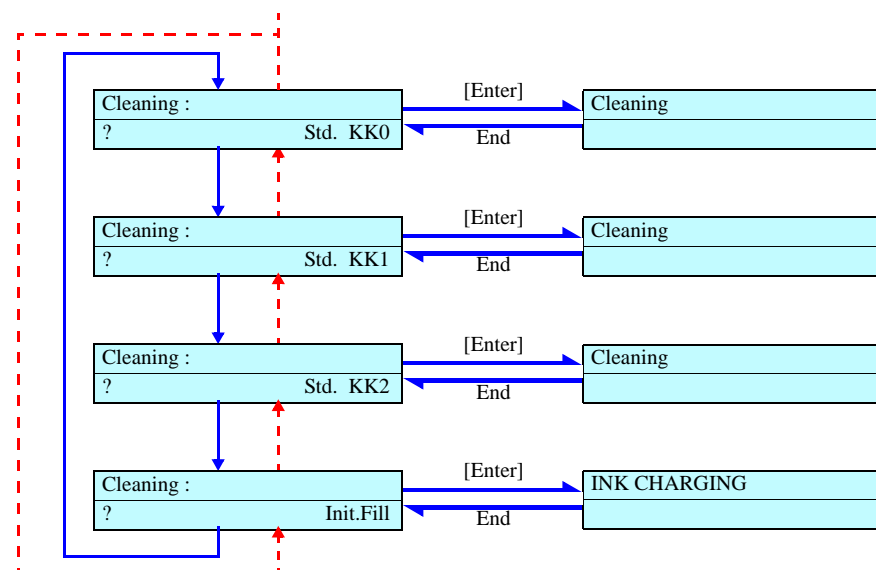 Cleaning :
? Std. KK0
[Enter]
End
Cleaning
Cleaning :
? Std. KK1
[Enter]
End
Cleaning
Cleaning :
? Std. KK2
[Enter]
End
Cleaning
Cleaning :
? Init.Fill
[Enter]
End
INK CHARGING